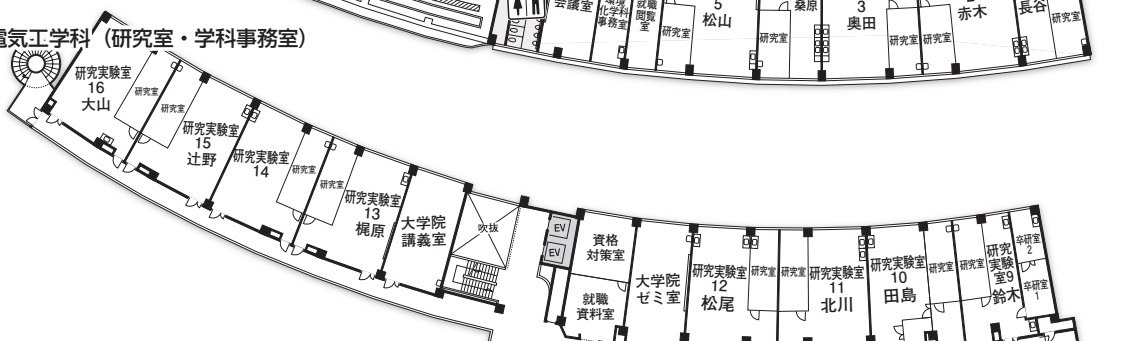 電気工学科（研究室・学科事務室）
会議室
化学科
事務室
就職
閲覧
室
研究室
5
松山
研究室
桑原
3
奥田
研究室
研究室
赤木
長谷
研究室
研究実験室
16
大山
研究室
研究室
研究実験室
15
辻野
研究実験室
14
研究室
研究室
研究実験室
13
梶原
大学院
講義室
吹抜
EV
EV
資格
対策室
就職
資料室
大学院
ゼミ室
研究実験室
12
松尾
研究室
研究室
研究実験室
11
北川
研究実験室
10
田島
研究室
研究室
研究
実験
室9
鈴木
卒研室
2
卒研室
1